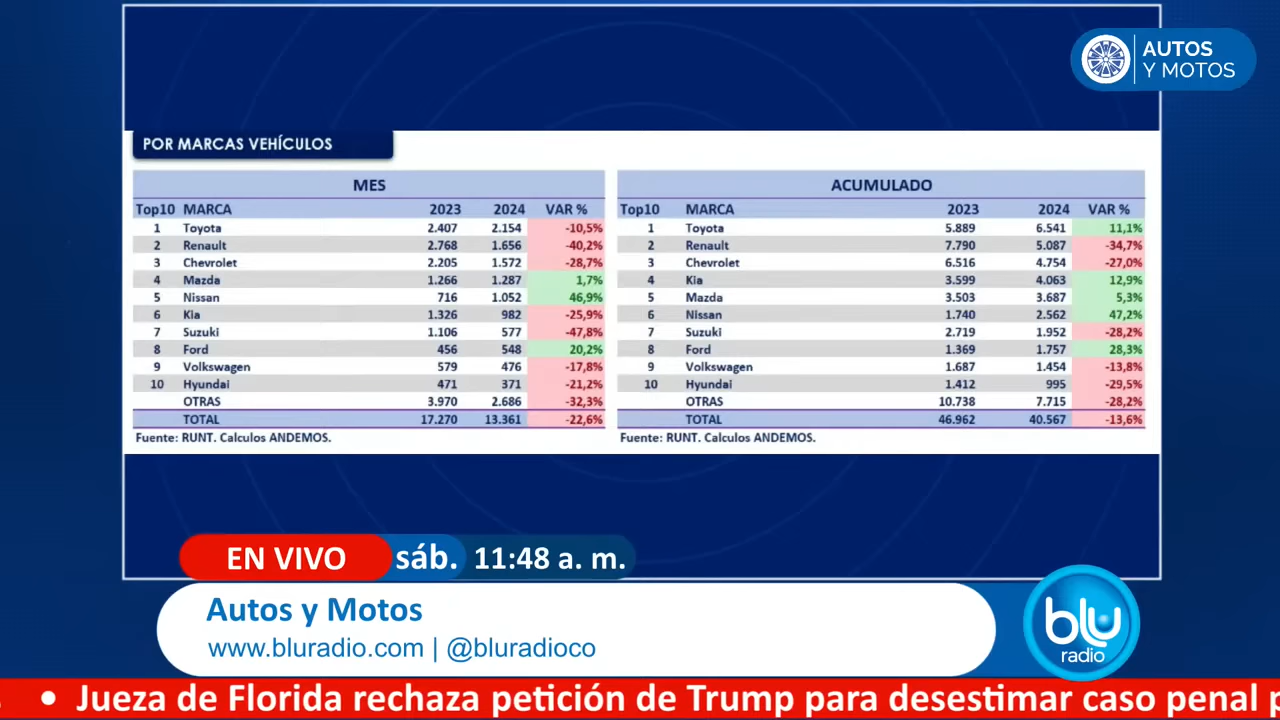 AUTOS
Y MOTOS
POR MARCAS VEHÍCULOS
MES
Top10 MARCA 2023 2024 VAR %
1 Toyota 2.407 2.154 -10,5%
2 Renault 2.768 1.656 -40,2%
3 Chevrolet 2.205 1.572 -28,7%
4 Mazda 1.266 1.287 1,7%
5 Nissan 716 1.052 46,9%
6 Kia 1.326 982 -25,9%
7 Suzuki 1.106 577 -47,8%
8 Ford 456 548 20,2%
9 Volkswagen 579 476 -17,8%
10 Hyundai 471 371 -21,2%
OTRAS 3.970 2.686 -32,3%
TOTAL 17.270 13.361 -22,6%
Fuente: RUNT. Calculos ANDEMOS.
ACUMULADO
Top10 MARCA 2023 2024 VAR %
1 Toyota 5.889 6.541 11,1%
2 Renault 7.790 5.087 -34,7%
3 Chevrolet 6.516 4.754 -27,0%
4 Kia 3.599 4.063 12,9%
5 Mazda 3.503 3.687 5,3%
6 Nissan 1.740 2.562 47,2%
7 Suzuki 2.719 1.952 -28,2%
8 Ford 1.369 1.757 28,3%
9 Volkswagen 1.687 1.454 -13,8%
10 Hyundai 1.412 995 -29,5%
OTRAS 10.738 7.715 -28,2%
TOTAL 46.962 40.567 -13,6%
Fuente: RUNT. Calculos ANDEMOS.
EN VIVO sáb. 11:48 a. m.
Autos y Motos
www.bluradio.com | @bluradioco
blu
radio
• Jueza de Florida rechaza petición de Trump para desestimar caso penal